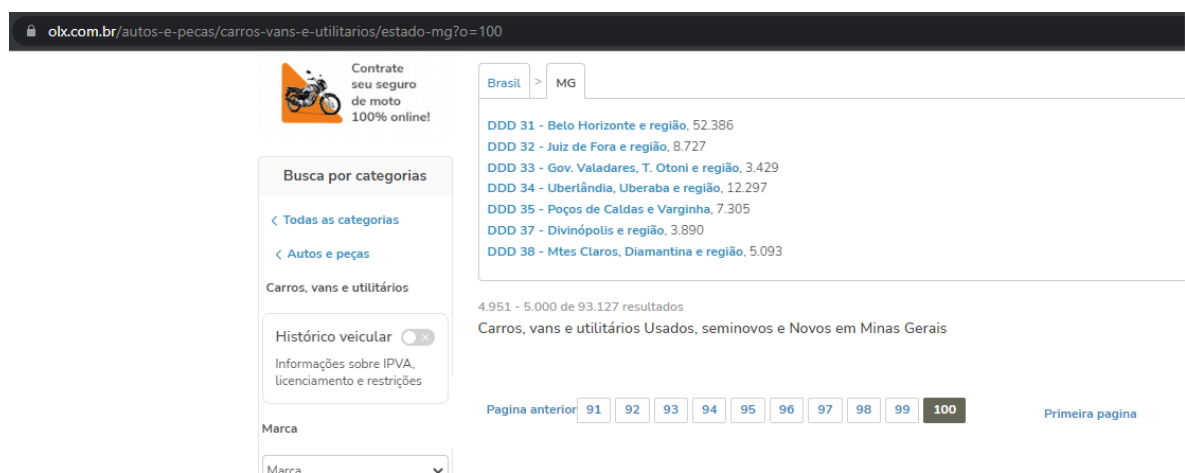 olx.com.br/autos-e-pecas/carros-vans-e-utilitarios/estado-mg?o=100
Contrate
seu seguro
de moto
100% online!
Brasil > MG
DDD 31 - Belo Horizonte e região, 52.386
DDD 32 - Juiz de Fora e região, 8.727
DDD 33 - Gov. Valadares, T. Otoni e região, 3.429
DDD 34 - Uberlândia, Uberaba e região, 12.297
DDD 35 - Poços de Caldas e Varginha, 7.305
DDD 37 - Divinópolis e região, 3.890
DDD 38 - Mtes Claros, Diamantina e região, 5.093
Busca por categorias
< Todas as categorias
< Autos e peças
Carros, vans e utilitários
Histórico veicular
Informações sobre IPVA,
licenciamento e restrições
Marca
Marca
4.951 - 5.000 de 93.127 resultados
Carros, vans e utilitários Usados, seminovos e Novos em Minas Gerais
Pagina anterior 91 92 93 94 95 96 97 98 99 100 Primeira pagina